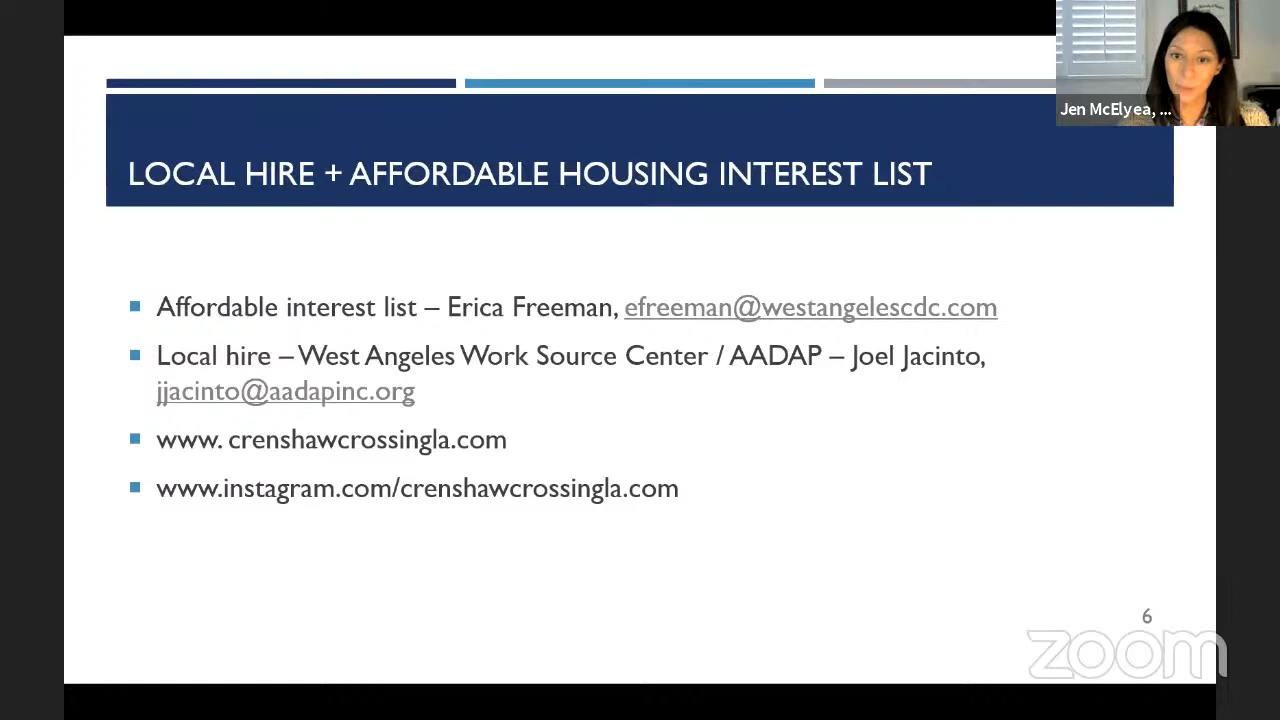 Jen McElyea, ...
LOCAL HIRE + AFFORDABLE HOUSING INTEREST LIST
Affordable interest list – Erica Freeman, efreeman@westangelescdc.com
Local hire – West Angeles Work Source Center / AADAP – Joel Jacinto,
jjacinto@aadapinc.org
www. crenshawcrossingla.com
www.instagram.com/crenshawcrossingla.com
6
zoom